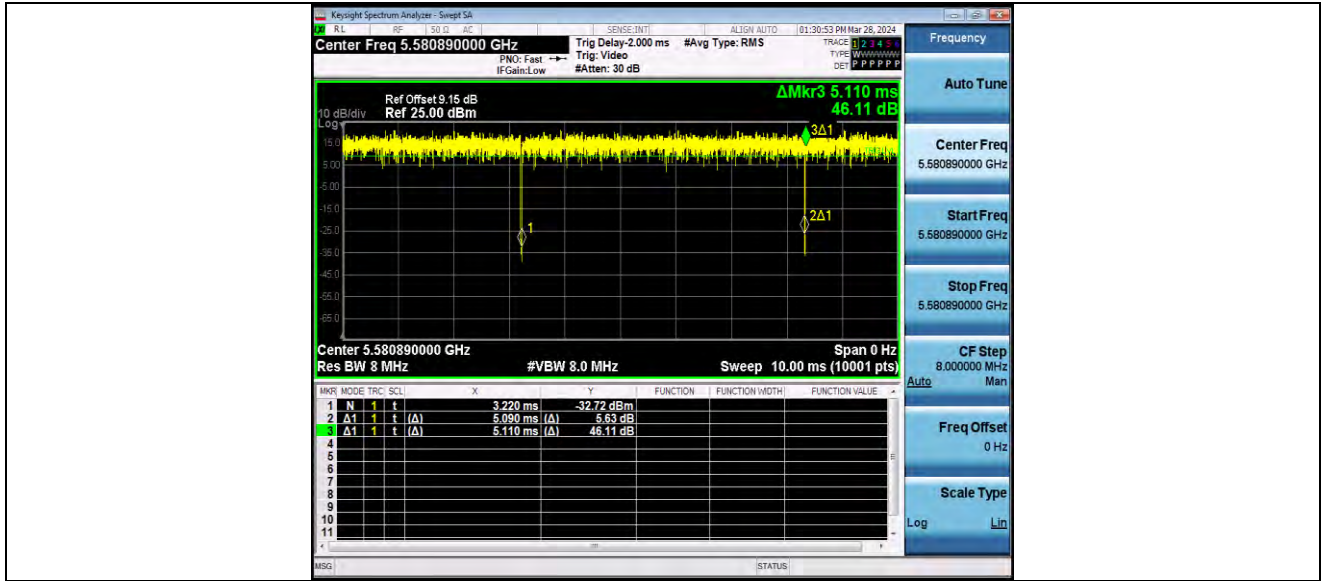 Keysight Spectrum Analyzer - Swept SA
RL RF 50 Ω AC SENSE:INT ALIGN AUTO 01:30:53 PM Mar 28, 2024
Center Freq 5.580890000 GHz
PNO: Fast
IFGain:Low
Trig Delay-2.000 ms
Trig: Video
#Atten: 30 dB
#Avg Type: RMS
TRACE 1 2 3 4 5 6
TYPE WWWWWW
DET P P P P P P
ΔMkr3 5.110 ms
46.11 dB
Ref Offset 9.15 dB
10 dB/div Ref 25.00 dBm
Log
15.0
5.00
-5.00
-15.0
-25.0
-35.0
-45.0
-55.0
-65.0
3Δ1
2Δ1
1
Center 5.580890000 GHz Span 0 Hz
Res BW 8 MHz #VBW 8.0 MHz Sweep 10.00 ms (10001 pts)
MKR MODE TRC SCL X Y FUNCTION FUNCTION WIDTH FUNCTION VALUE
1 N 1 t 3.220 ms -32.72 dBm
2 Δ1 1 t (Δ) 5.090 ms (Δ) 5.63 dB
3 Δ1 1 t (Δ) 5.110 ms (Δ) 46.11 dB
4
5
6
7
8
9
10
11
MSG STATUS
Frequency
Auto Tune
Center Freq
5.580890000 GHz
Start Freq
5.580890000 GHz
Stop Freq
5.580890000 GHz
CF Step
8.000000 MHz
Auto Man
Freq Offset
0 Hz
Scale Type
Log Lin